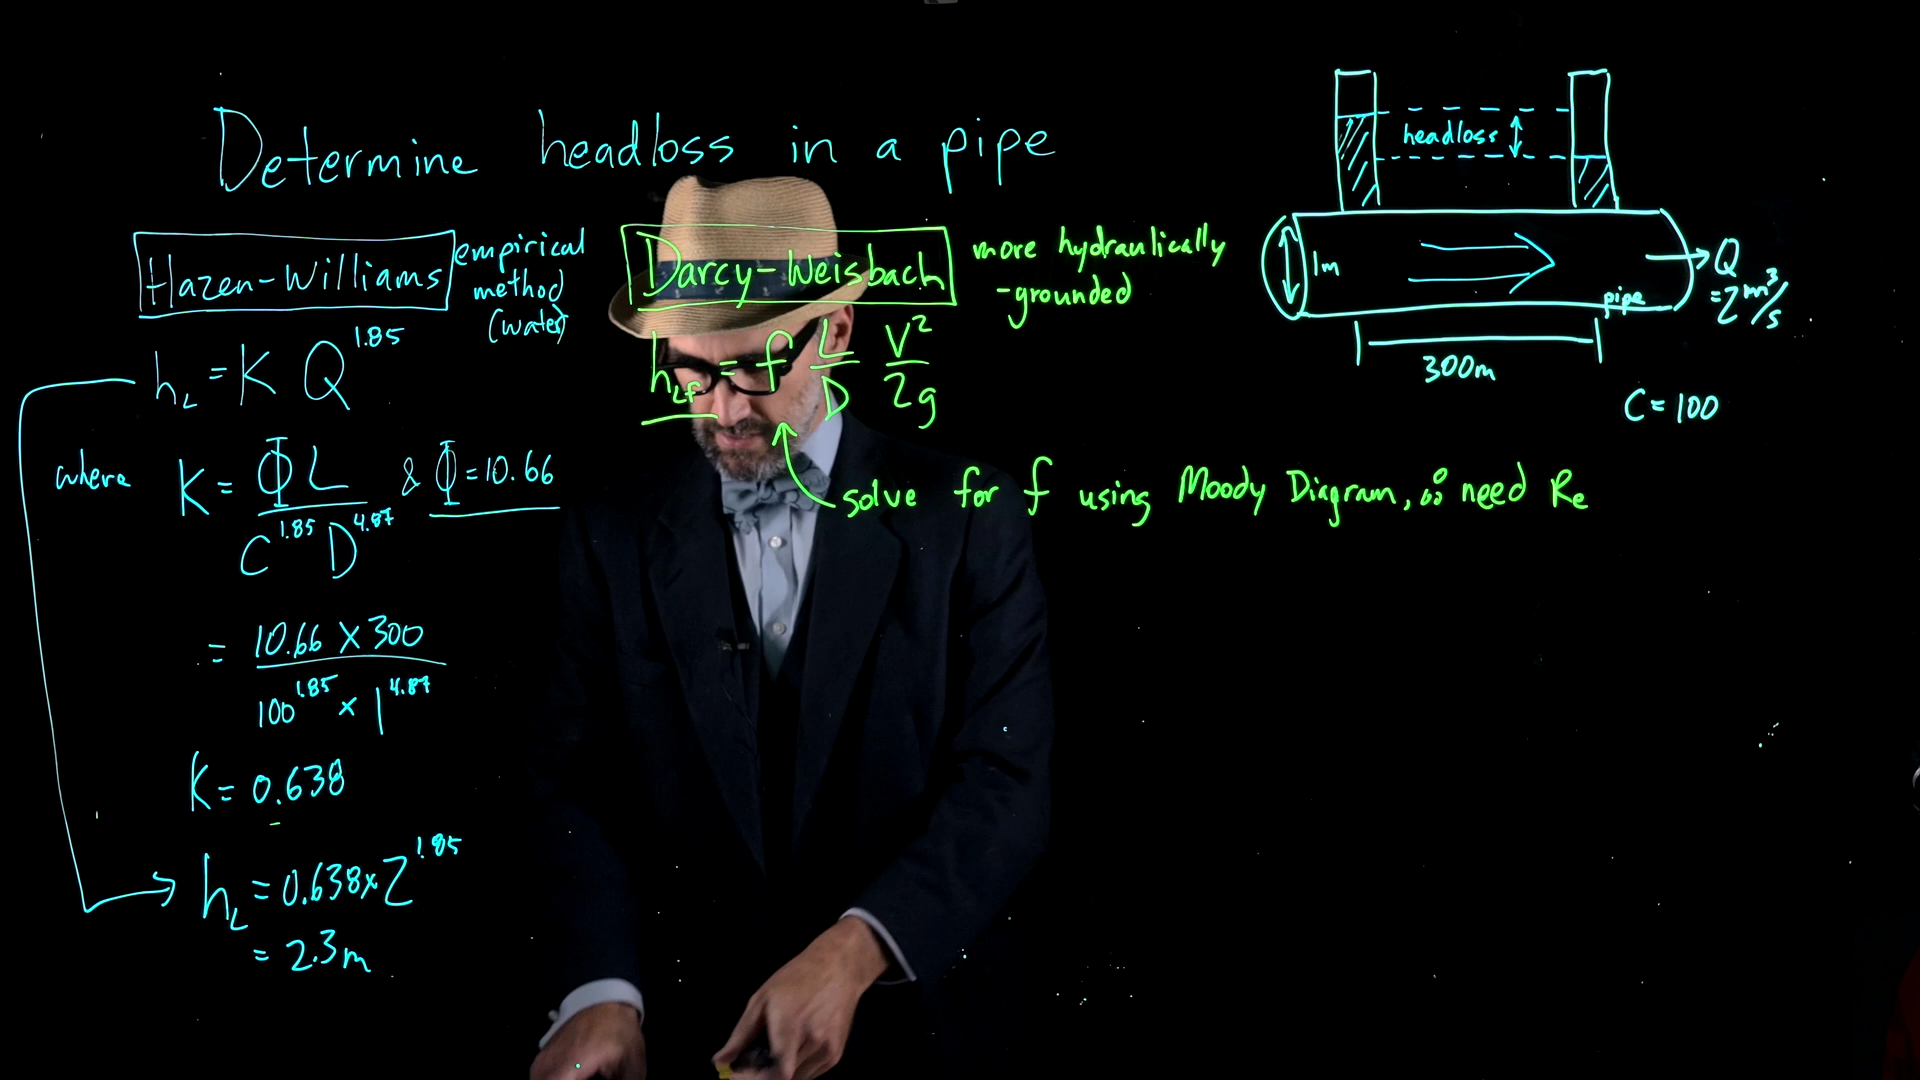 Determine headloss in a pipe
Hazen-Williams
empirical
method
(water)
h_L = K Q^1.85
where K = ΦL / C^1.85 D^4.87 & Φ = 10.66
= 10.66 x 300 / 100^1.85 x 1^4.87
K = 0.638
h_L = 0.638 x 2^1.85
= 2.3m
Darcy-Weisbach
more hydraulically
-grounded
h_Lf = f L/D V²/2g
solve for f using Moody Diagram, ∴ need Re
headloss
1m
pipe
Q
= 2 m³/s
300m
C = 100